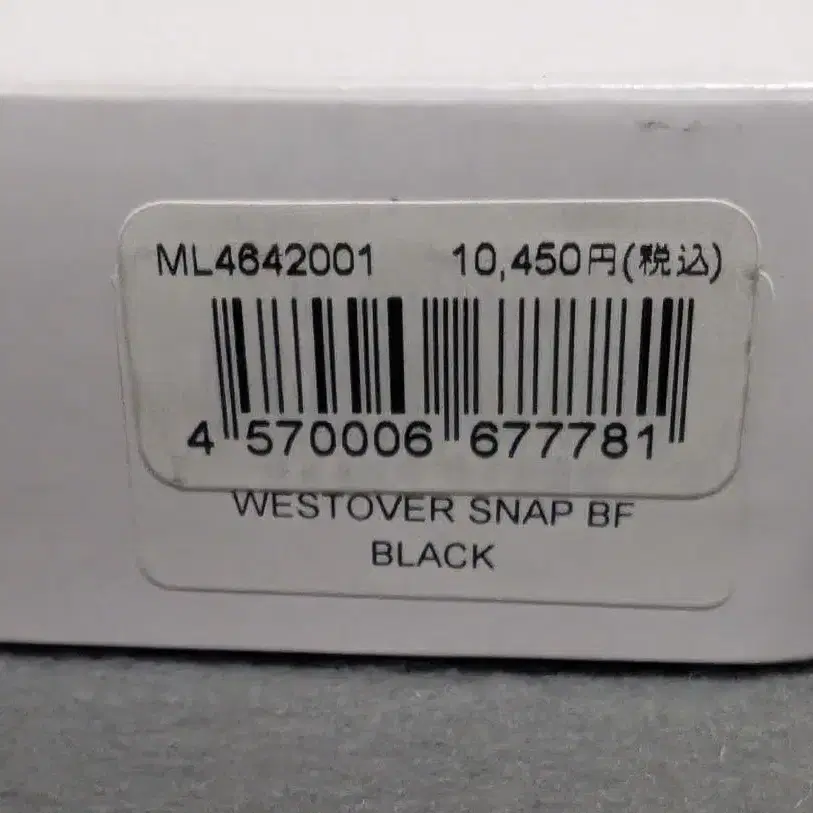 ML4642001 10,450円(税込)
4 570006 677781
WESTOVER SNAP BF
BLACK